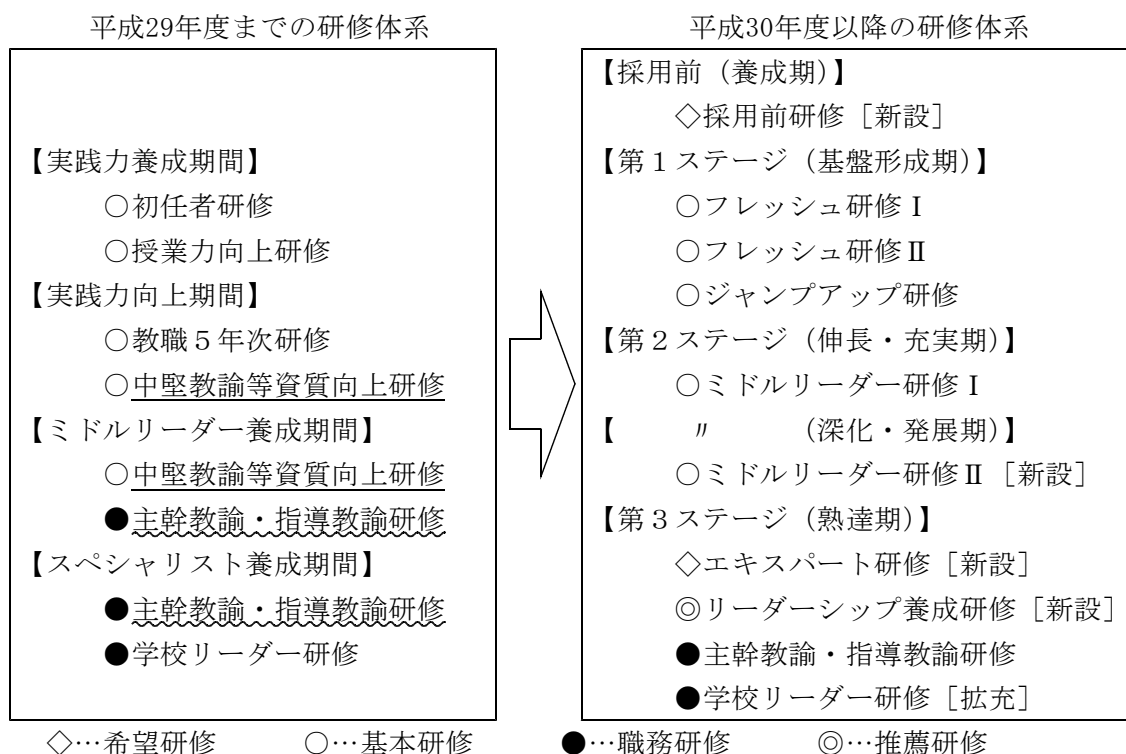 平成29年度までの研修体系
【実践力養成期間】
○初任者研修
○授業力向上研修
【実践力向上期間】
○教職５年次研修
○中堅教諭等資質向上研修
【ミドルリーダー養成期間】
○中堅教諭等資質向上研修
●主幹教諭・指導教諭研修
【スペシャリスト養成期間】
●主幹教諭・指導教諭研修
●学校リーダー研修
平成30年度以降の研修体系
【採用前（養成期）】
◇採用前研修［新設］
【第１ステージ（基盤形成期）】
○フレッシュ研修Ⅰ
○フレッシュ研修Ⅱ
○ジャンプアップ研修
【第２ステージ（伸長・充実期）】
○ミドルリーダー研修Ⅰ
【　　〃　　（深化・発展期）】
○ミドルリーダー研修Ⅱ［新設］
【第３ステージ（熟達期）】
◇エキスパート研修［新設］
◎リーダーシップ養成研修［新設］
●主幹教諭・指導教諭研修
●学校リーダー研修［拡充］
◇…希望研修　○…基本研修　●…職務研修　◎…推薦研修